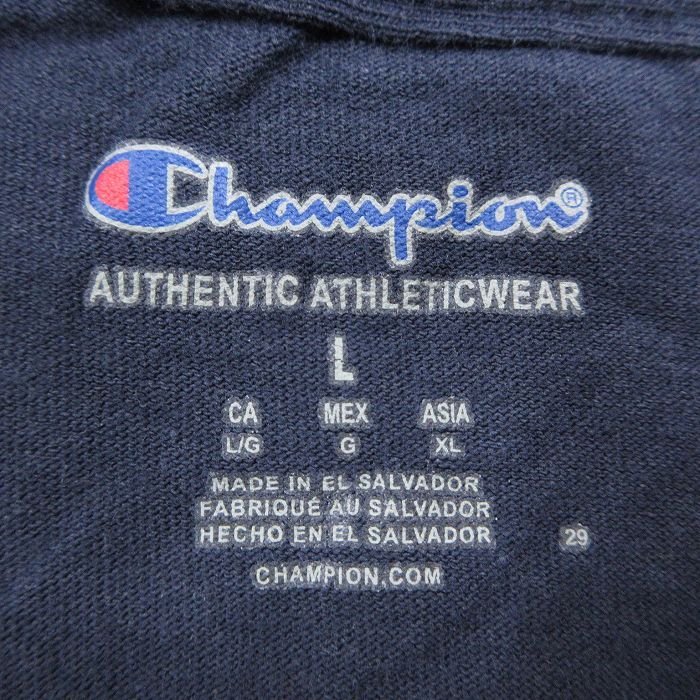 Champion®
AUTHENTIC ATHLETICWEAR
L
CA MEX ASIA
L/G G XL
MADE IN EL SALVADOR
FABRIQUÉ AU SALVADOR
HECHO EN EL SALVADOR 29
CHAMPION.COM